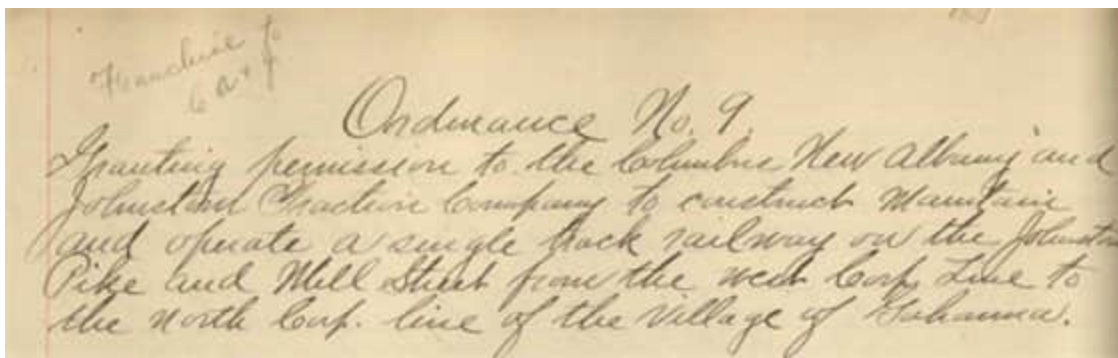 Franchise to
C a & J
Ordinance No. 9.
Granting permission to the Columbus New Albany and
Johnstown Traction Company to construct maintain
and operate a single track railway on the Johnstown
Pike and Mill Street from the west Corp. Line to
the north Corp. line of the Village of Gahanna.